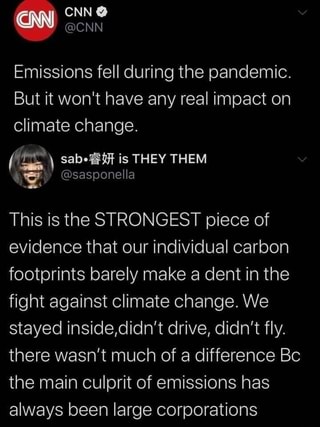 CNN
CNN
@CNN
Emissions fell during the pandemic.
But it won't have any real impact on
climate change.
sab•睿妍 is THEY THEM
@sasponella
This is the STRONGEST piece of
evidence that our individual carbon
footprints barely make a dent in the
fight against climate change. We
stayed inside,didn’t drive, didn’t fly.
there wasn’t much of a difference Bc
the main culprit of emissions has
always been large corporations